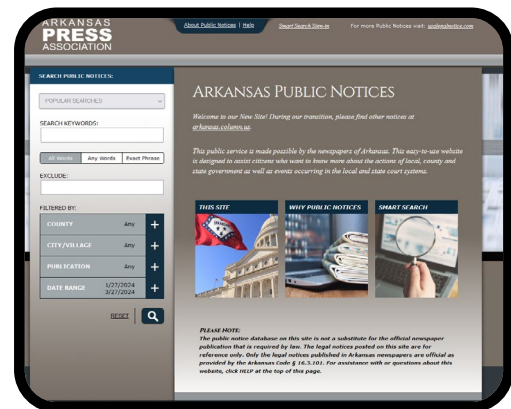 ARKANSAS
PRESS
ASSOCIATION
About Public Notices | Help
Smart Search Sign-in
For more Public Notices visit: usalegalnotice.com
SEARCH PUBLIC NOTICES:
POPULAR SEARCHES
SEARCH KEYWORDS:
All Words Any Words Exact Phrase
EXCLUDE:
FILTERED BY:
COUNTY Any +
CITY/VILLAGE Any +
PUBLICATION Any +
DATE RANGE 1/27/2024 +
3/27/2024
RESET
ARKANSAS PUBLIC NOTICES
Welcome to our New Site! During our transition, please find other notices at
arkansas.column.us.
This public service is made possible by the newspapers of Arkansas. This easy-to-use website
is designed to assist citizens who want to know more about the actions of local, county and
state government as well as events occurring in the local and state court systems.
THIS SITE
WHY PUBLIC NOTICES
SMART SEARCH
PLEASE NOTE:
The public notice database on this site is not a substitute for the official newspaper
publication that is required by law. The legal notices posted on this site are for
reference only. Only the legal notices published in Arkansas newspapers are official as
provided by the Arkansas Code § 16.3.101. For assistance with or questions about this
website, click HELP at the top of this page.